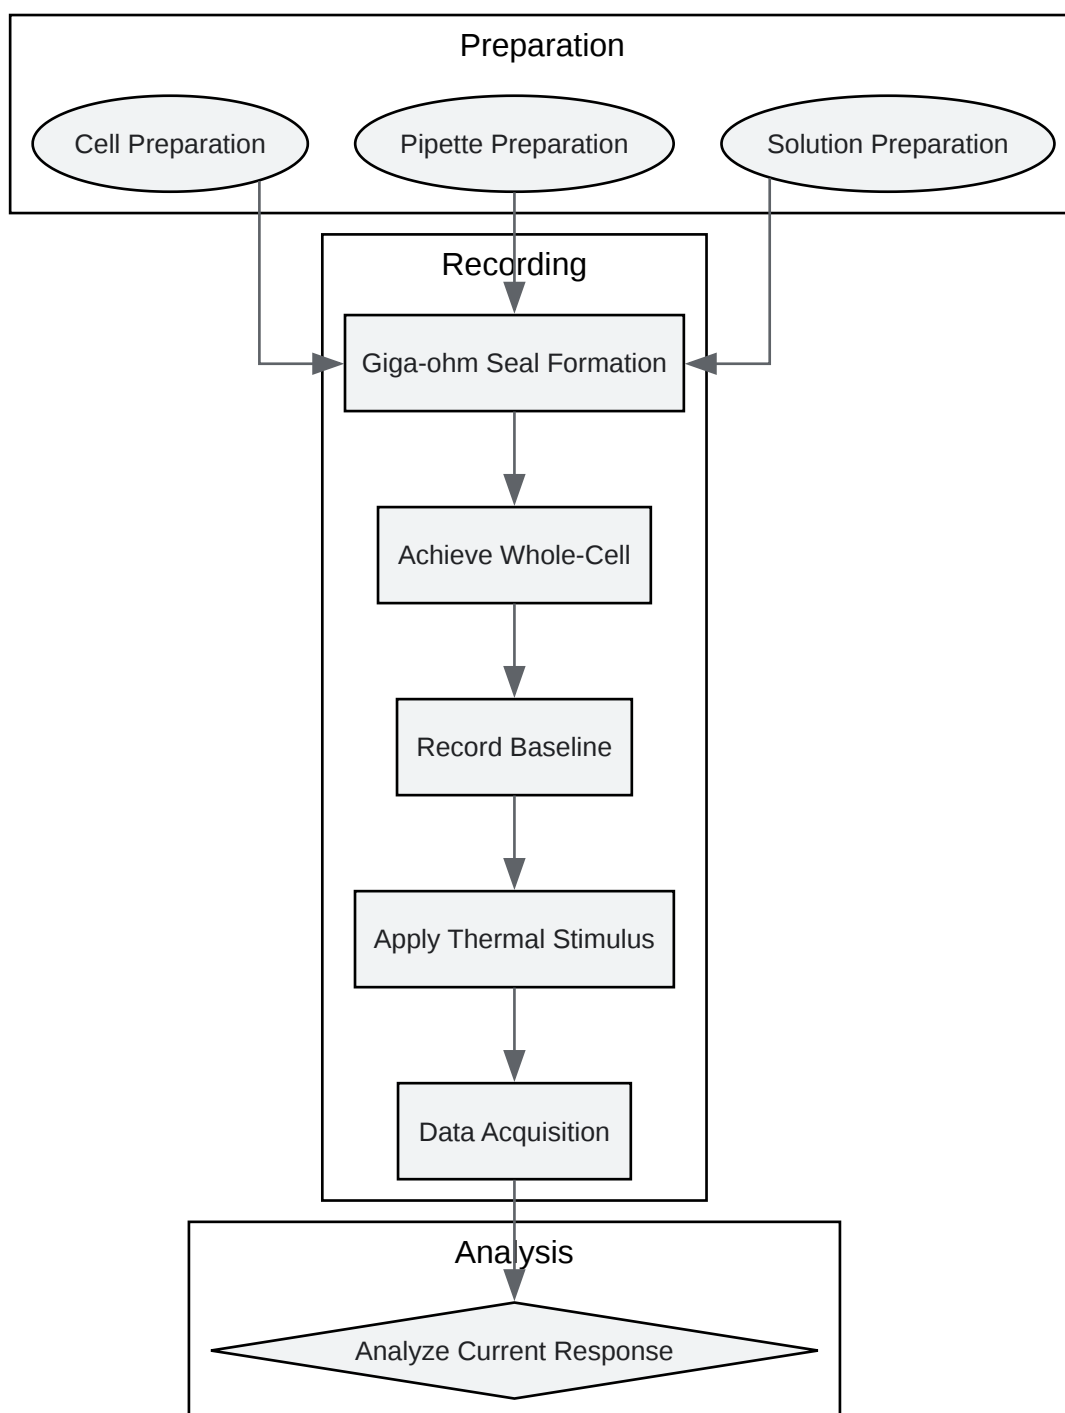 Preparation
Cell Preparation
Pipette Preparation
Solution Preparation
Recording
Giga-ohm Seal Formation
Achieve Whole-Cell
Record Baseline
Apply Thermal Stimulus
Data Acquisition
Analysis
Analyze Current Response